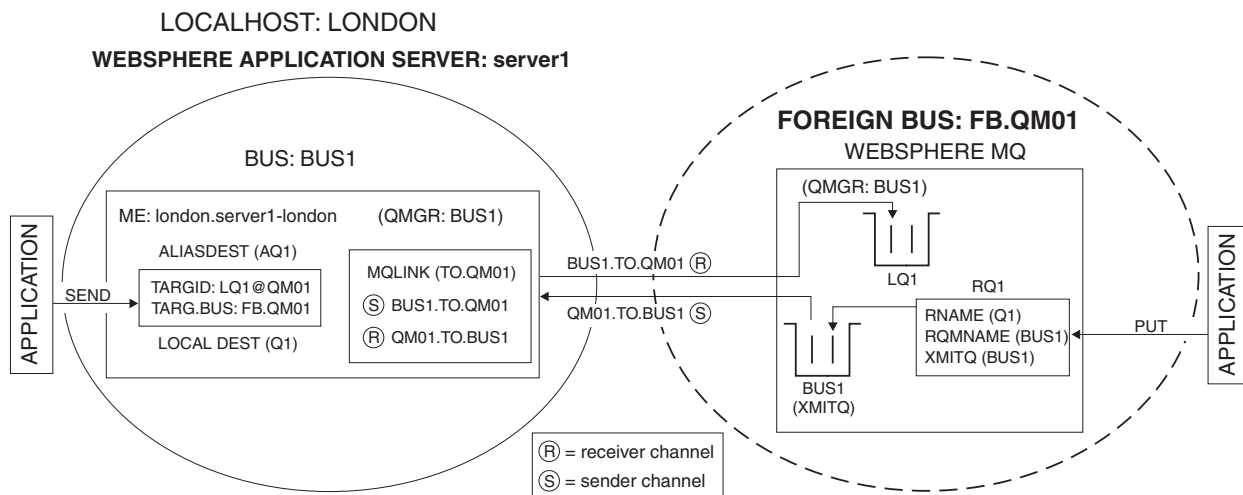 LOCALHOST: LONDON
WEBSPHERE APPLICATION SERVER: server1
BUS: BUS1
APPLICATION
SEND
ME: london.server1-london
(QMGR: BUS1)
ALIASDEST (AQ1)
TARGID: LQ1@QM01
TARG.BUS: FB.QM01
LOCAL DEST (Q1)
MQLINK (TO.QM01)
S BUS1.TO.QM01
R QM01.TO.BUS1
BUS1.TO.QM01 R
QM01.TO.BUS1 S
FOREIGN BUS: FB.QM01
WEBSPHERE MQ
(QMGR: BUS1)
LQ1
RQ1
RNAME (Q1)
RQMNAME (BUS1)
XMITQ (BUS1)
BUS1
(XMITQ)
PUT
APPLICATION
R = receiver channel
S = sender channel